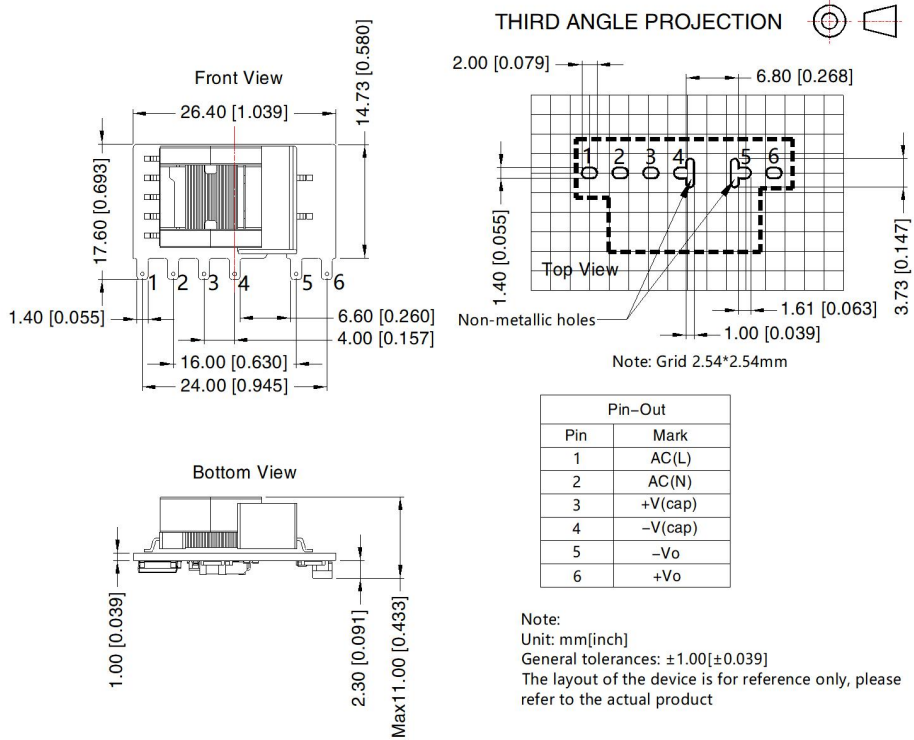 THIRD ANGLE PROJECTION
Front View
26.40 [1.039]
14.73 [0.580]
17.60 [0.693]
1 2 3 4 5 6
1.40 [0.055]
6.60 [0.260]
4.00 [0.157]
16.00 [0.630]
24.00 [0.945]
2.00 [0.079]
6.80 [0.268]
1 2 3 4 5 6
1.40 [0.055]
3.73 [0.147]
Top View
1.61 [0.063]
Non-metallic holes
1.00 [0.039]
Note: Grid 2.54*2.54mm
Bottom View
1.00 [0.039]
2.30 [0.091]
Max11.00 [0.433]
Pin-Out
Pin Mark
1 AC(L)
2 AC(N)
3 +V(cap)
4 -V(cap)
5 -Vo
6 +Vo
Note:
Unit: mm[inch]
General tolerances: ±1.00[±0.039]
The layout of the device is for reference only, please
refer to the actual product